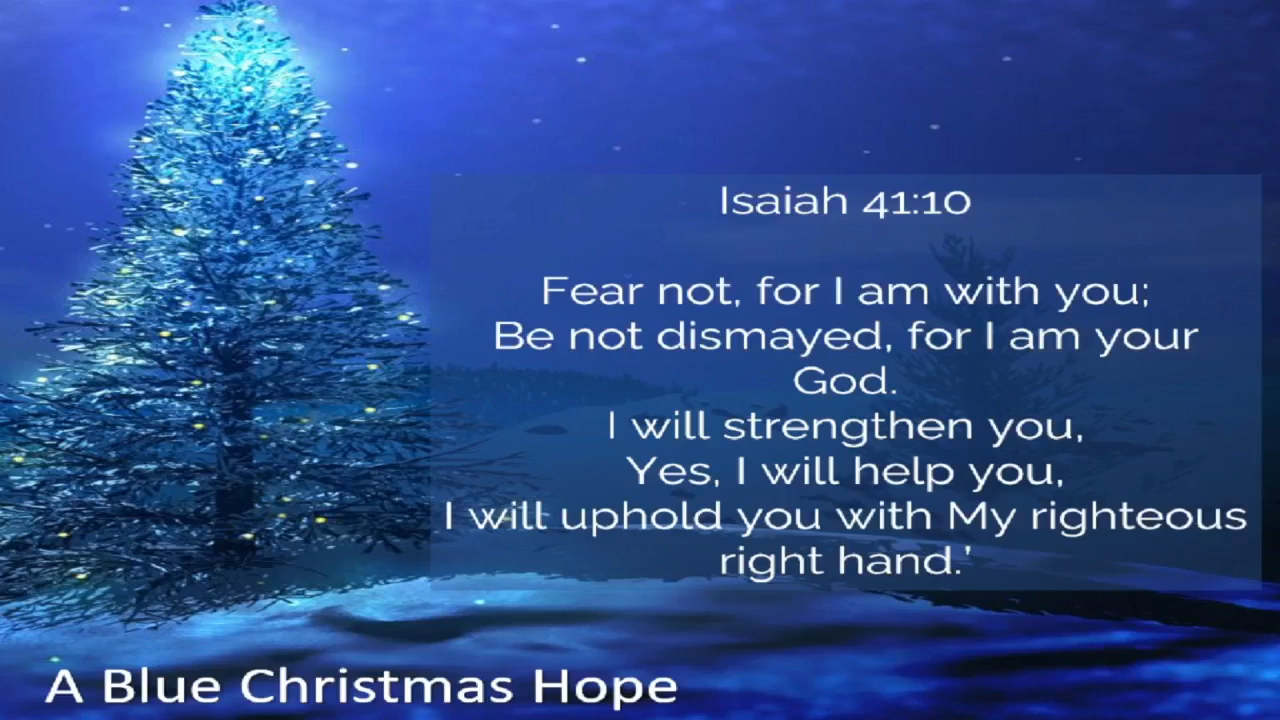 Isaiah 41:10
Fear not, for I am with you;
Be not dismayed, for I am your
God.
I will strengthen you,
Yes, I will help you,
I will uphold you with My righteous
right hand.’
A Blue Christmas Hope